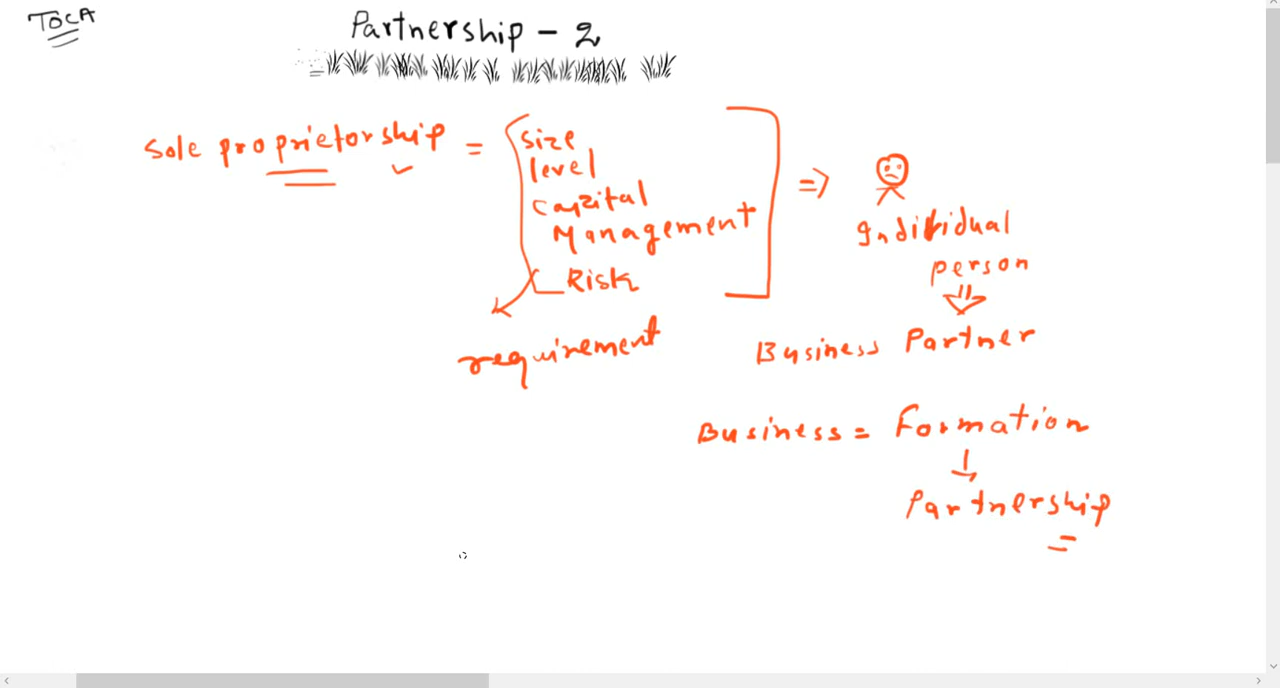 TOCA
Partnership - 2
Sole proprietorship = size
level
capital
Management
Risk
requirement
=> Individual
person
Business Partner
Business = Formation
Partnership